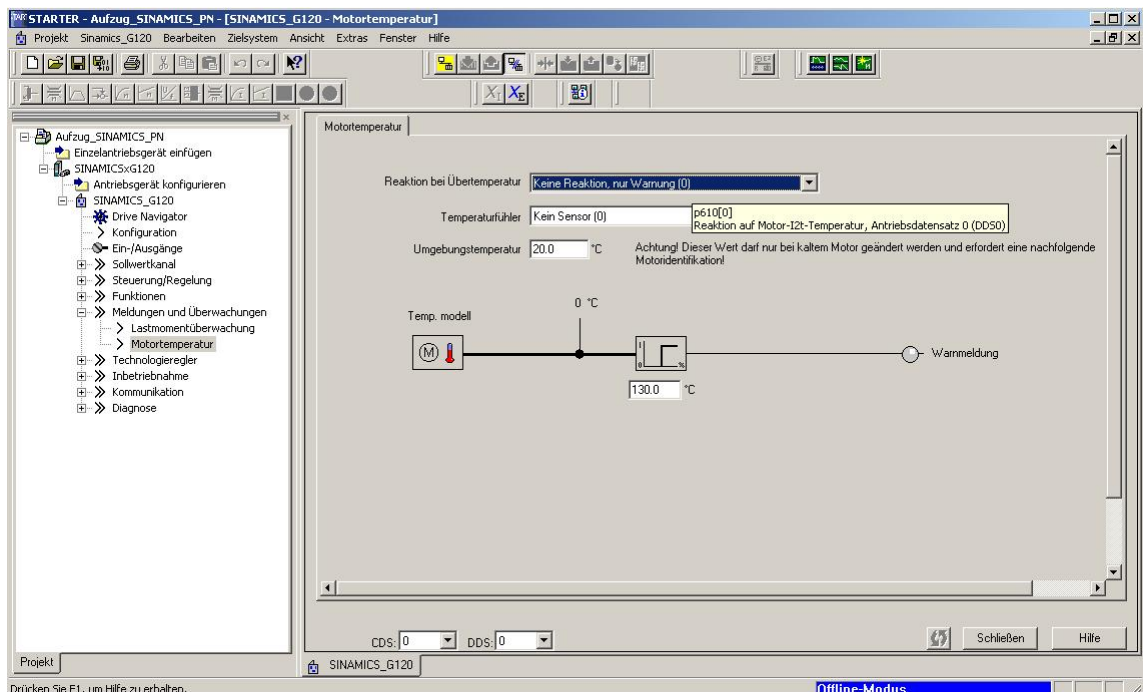 STARTER - Aufzug_SINAMICS_PN - [SINAMICS_G120 - Motortemperatur]
Projekt Sinamics_G120 Bearbeiten Zielsystem Ansicht Extras Fenster Hilfe
Aufzug_SINAMICS_PN
Einzelantriebsgerät einfügen
SINAMICSxG120
Antriebsgerät konfigurieren
SINAMICS_G120
Drive Navigator
Konfiguration
Ein-/Ausgänge
Sollwertkanal
Steuerung/Regelung
Funktionen
Meldungen und Überwachungen
Lastmomentüberwachung
Motortemperatur
Technologieregler
Inbetriebnahme
Kommunikation
Diagnose
Projekt
Motortemperatur
Reaktion bei Übertemperatur Keine Reaktion, nur Warnung (0)
Temperaturfühler Kein Sensor (0)
p610[0]
Reaktion auf Motor-I2t-Temperatur, Antriebsdatensatz 0 (DDS0)
Umgebungstemperatur 20.0 °C
Achtung! Dieser Wert darf nur bei kaltem Motor geändert werden und erfordert eine nachfolgende
Motoridentifikation!
0 °C
Temp. modell
M
Warnmeldung
130.0 °C
CDS: 0 DDS: 0
Schließen Hilfe
SINAMICS_G120
Drücken Sie F1, um Hilfe zu erhalten.
Offline-Modus